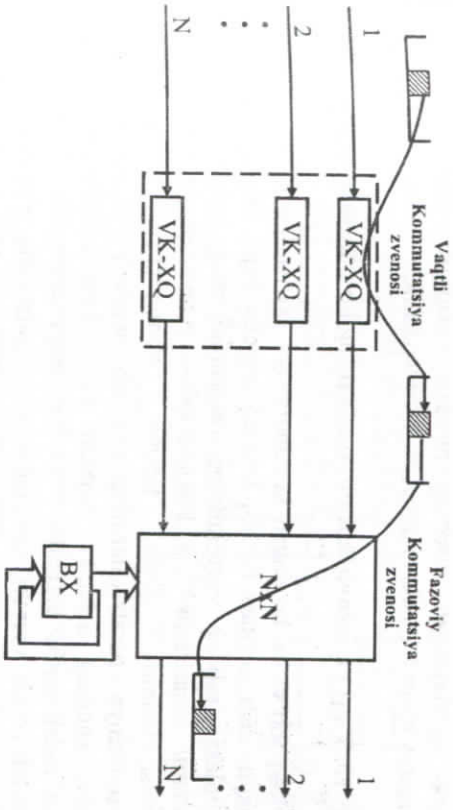 Vaqtli
Kommutatsiya
zvenosi
Fazoviy
Kommutatsiya
zvenosi
1
VK-XQ
1
2
VK-XQ
2
N
VK-XQ
NxN
N
BX